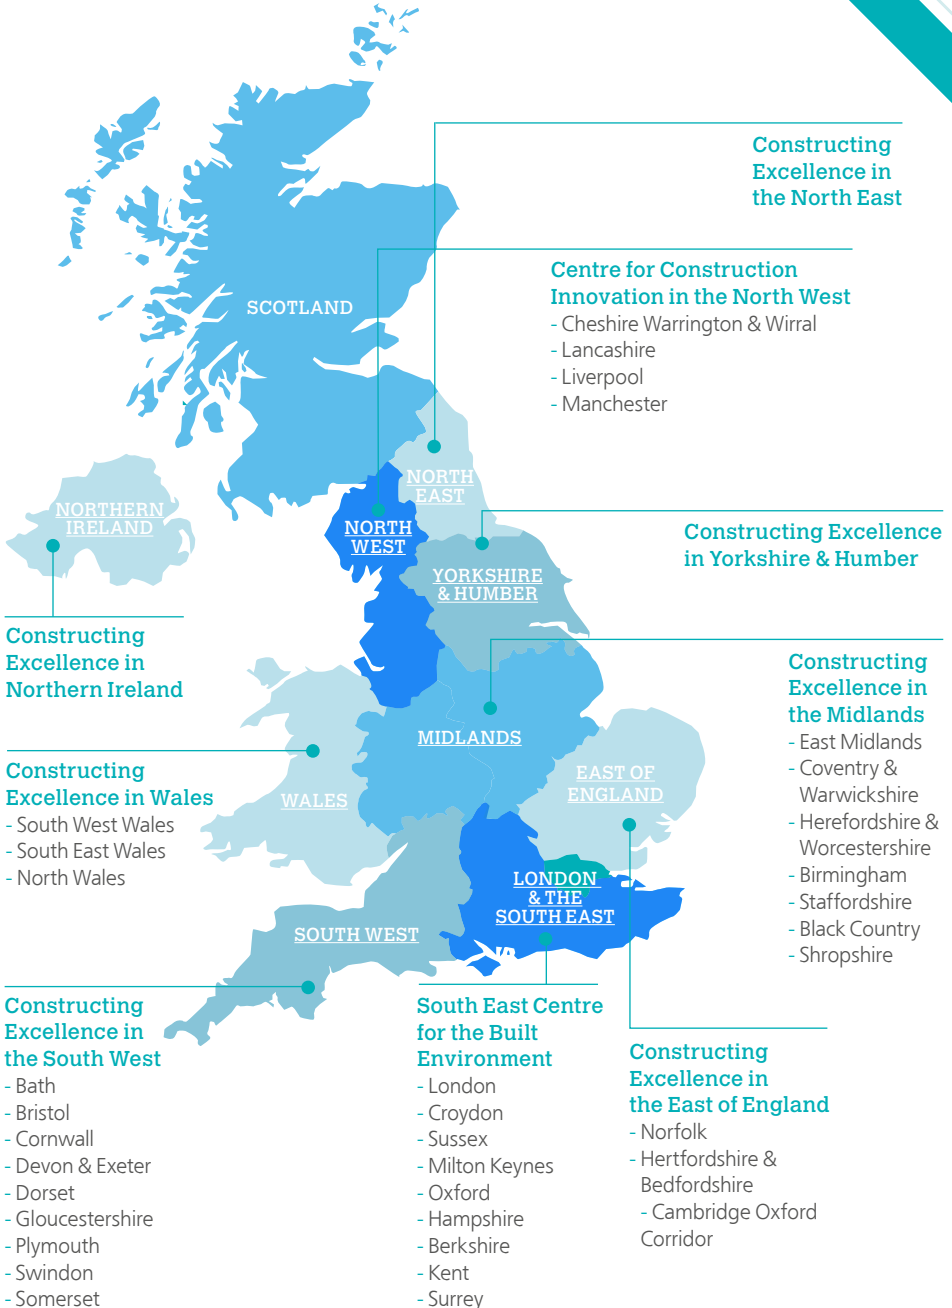 Constructing
Excellence in
the North East
Centre for Construction
Innovation in the North West
- Cheshire Warrington & Wirral
- Lancashire
- Liverpool
- Manchester
SCOTLAND
NORTH
EAST
NORTHERN
IRELAND
NORTH
WEST
Constructing Excellence
in Yorkshire & Humber
YORKSHIRE
& HUMBER
Constructing
Excellence in
Northern Ireland
Constructing
Excellence in
the Midlands
- East Midlands
- Coventry &
Warwickshire
- Herefordshire &
Worcestershire
- Birmingham
- Staffordshire
- Black Country
- Shropshire
MIDLANDS
Constructing
Excellence in Wales
- South West Wales
- South East Wales
- North Wales
WALES
EAST OF
ENGLAND
LONDON
& THE
SOUTH EAST
SOUTH WEST
Constructing
Excellence in
the South West
- Bath
- Bristol
- Cornwall
- Devon & Exeter
- Dorset
- Gloucestershire
- Plymouth
- Swindon
- Somerset
South East Centre
for the Built
Environment
- London
- Croydon
- Sussex
- Milton Keynes
- Oxford
- Hampshire
- Berkshire
- Kent
- Surrey
Constructing
Excellence in
the East of England
- Norfolk
- Hertfordshire &
Bedfordshire
- Cambridge Oxford
Corridor